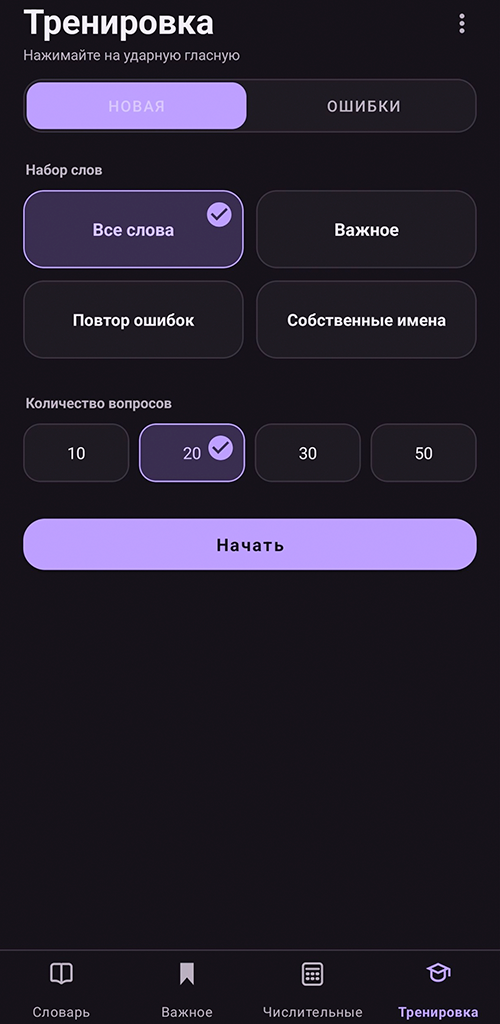 Тренировка
Нажимайте на ударную гласную
НОВАЯ
ОШИБКИ
Набор слов
Все слова
Важное
Повтор ошибок
Собственные имена
Количество вопросов
10
20
30
50
Начать
Словарь
Важное
Числительные
Тренировка